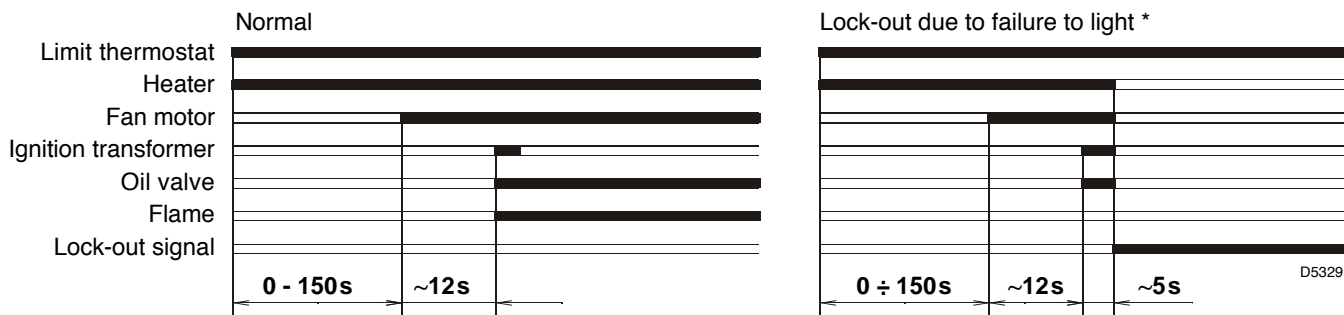 Normal
Lock-out due to failure to light *
Limit thermostat
Heater
Fan motor
Ignition transformer
Oil valve
Flame
Lock-out signal
D5329
0 - 150s
~12s
0 ÷ 150s
~12s
~5s